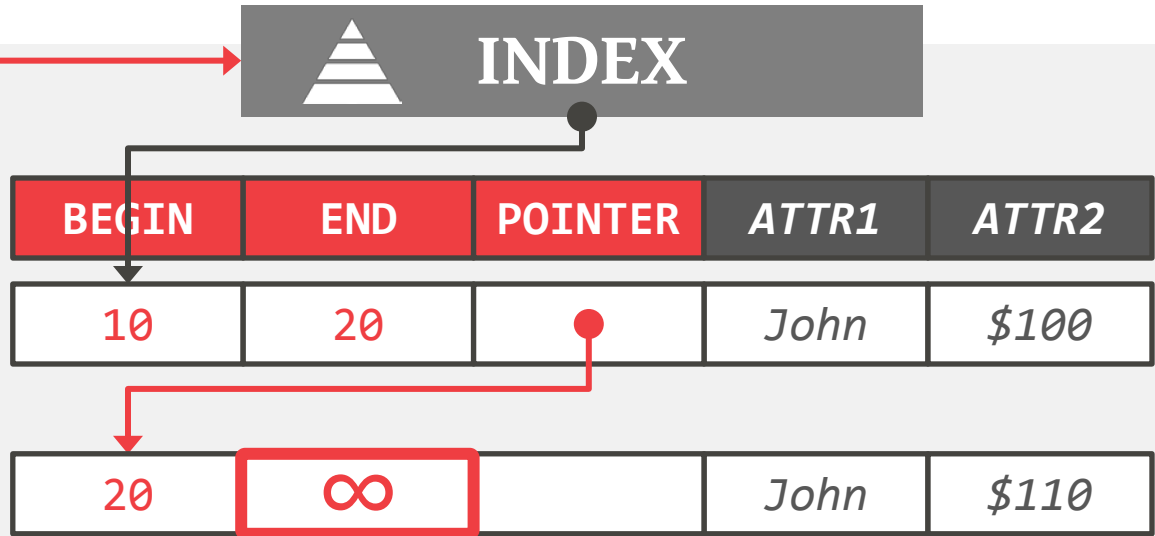 INDEX
BEGIN END POINTER ATTR1 ATTR2
10 20 John $100
20 ∞ John $110